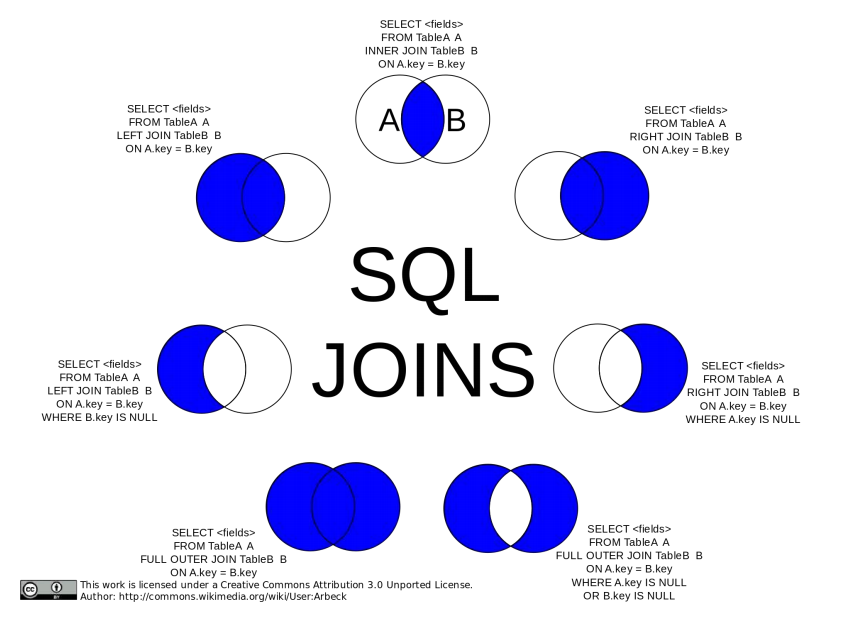 SELECT <fields>
FROM TableA A
INNER JOIN TableB B
ON A.key = B.key
A B
SELECT <fields>
FROM TableA A
LEFT JOIN TableB B
ON A.key = B.key
SELECT <fields>
FROM TableA A
RIGHT JOIN TableB B
ON A.key = B.key
SQL
JOINS
SELECT <fields>
FROM TableA A
LEFT JOIN TableB B
ON A.key = B.key
WHERE B.key IS NULL
SELECT <fields>
FROM TableA A
RIGHT JOIN TableB B
ON A.key = B.key
WHERE A.key IS NULL
SELECT <fields>
FROM TableA A
FULL OUTER JOIN TableB B
ON A.key = B.key
SELECT <fields>
FROM TableA A
FULL OUTER JOIN TableB B
ON A.key = B.key
WHERE A.key IS NULL
OR B.key IS NULL
cc
BY
This work is licensed under a Creative Commons Attribution 3.0 Unported License.
Author: http://commons.wikimedia.org/wiki/User:Arbeck